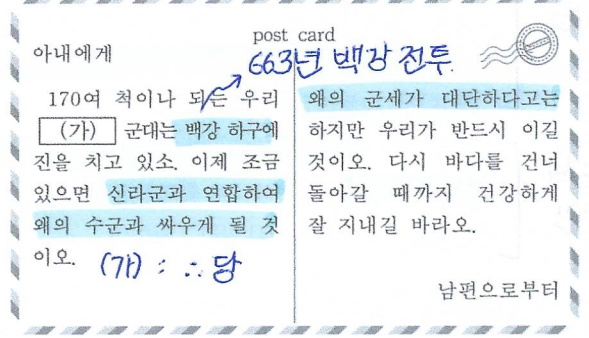 post card
663년 백강 전투
아내에게
170여 척이나 되는 우리
(가) 군대는 백강 하구에
진을 치고 있소. 이제 조금
있으면 신라군과 연합하여
왜의 수군과 싸우게 될 것
이오.
(가) : ∴ 당
왜의 군세가 대단하다고는
하지만 우리가 반드시 이길
것이오. 다시 바다를 건너
돌아갈 때까지 건강하게
잘 지내길 바라오.
남편으로부터